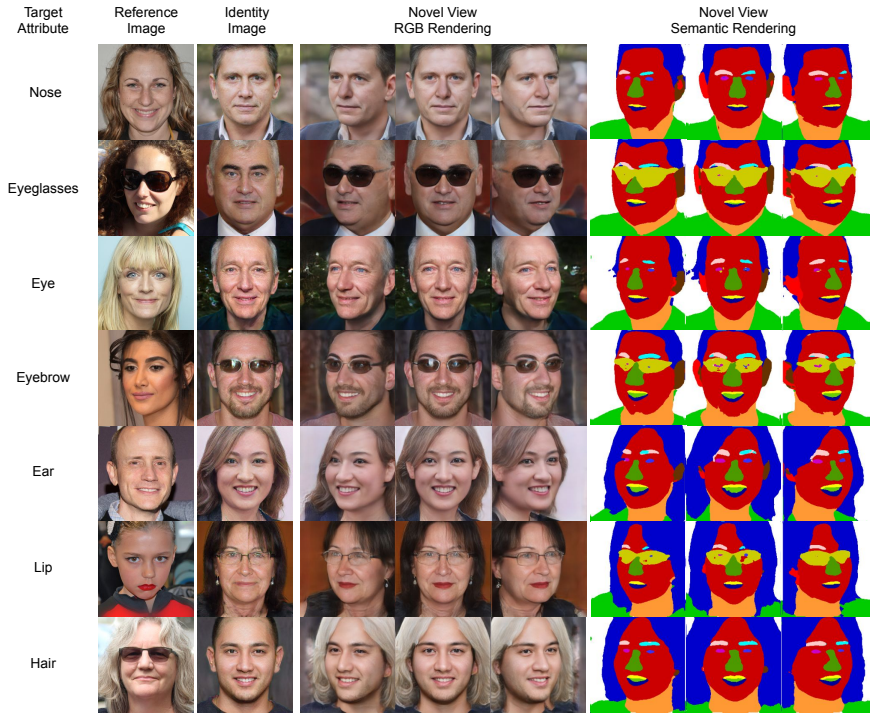 Target
Attribute
Reference
Image
Identity
Image
Novel View
RGB Rendering
Novel View
Semantic Rendering
Nose
Eyeglasses
Eye
Eyebrow
Ear
Lip
Hair